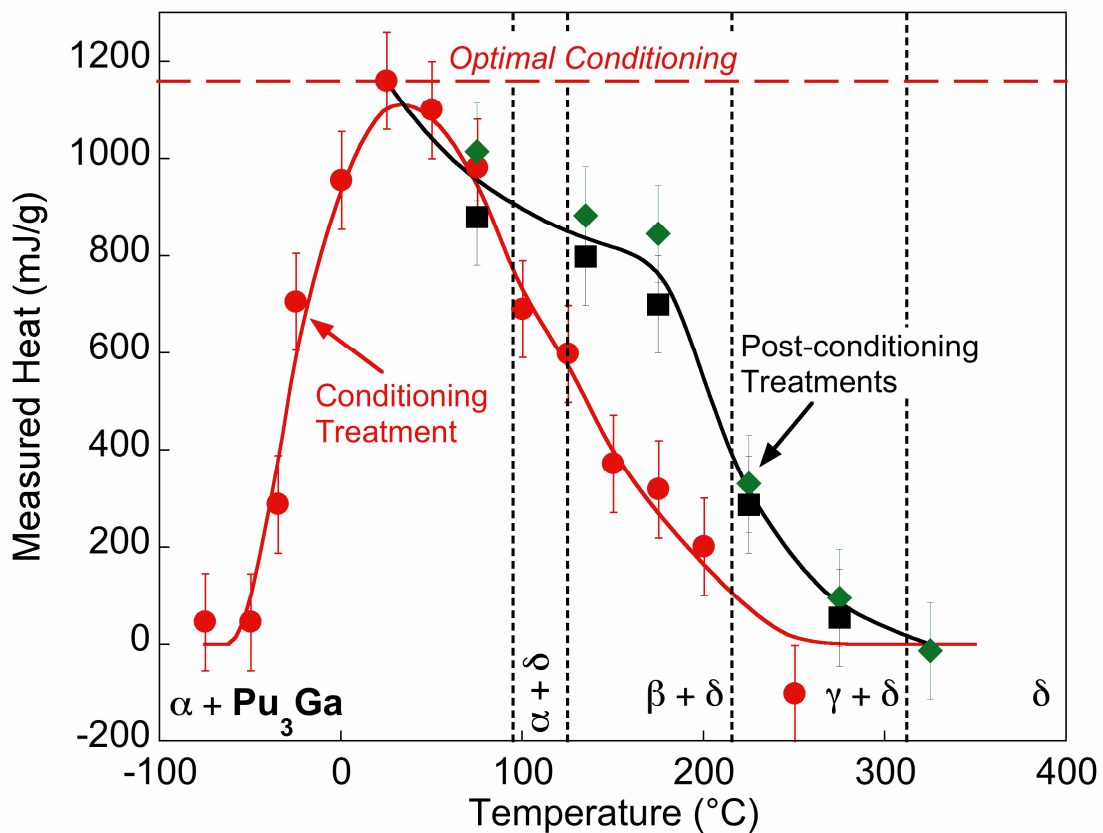 1200
1000
800
600
400
200
0
-200
Measured Heat (mJ/g)
Optimal Conditioning
Conditioning
Treatment
Post-conditioning
Treatments
α + Pu₃Ga
α + δ
β + δ
γ + δ
δ
-100
0
100
200
300
400
Temperature (°C)